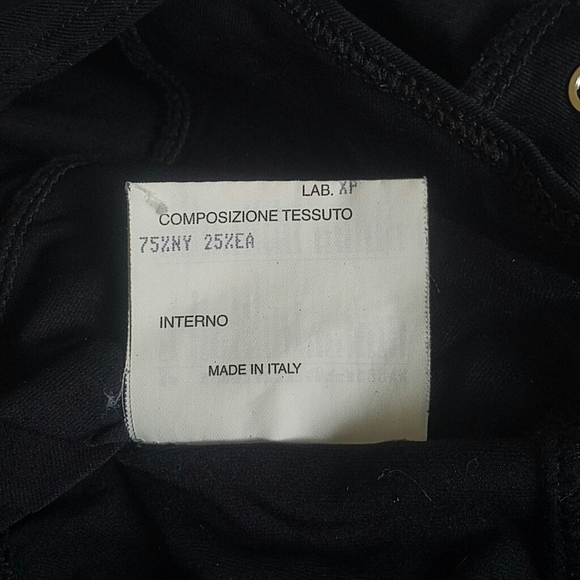 LAB. XP
COMPOSIZIONE TESSUTO
75%NY 25%EA
INTERNO
MADE IN ITALY